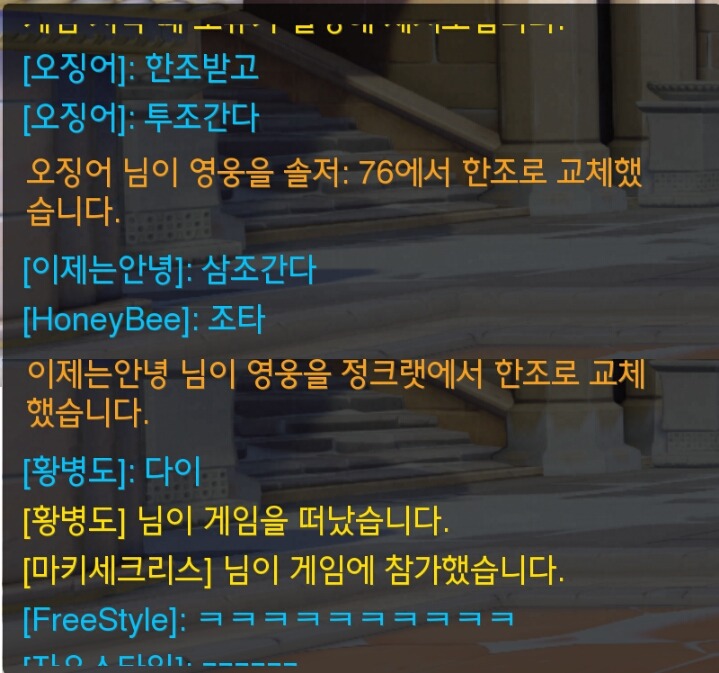 [오징어]: 한조받고
[오징어]: 투조간다
오징어 님이 영웅을 솔저: 76에서 한조로 교체했
습니다.
[이제는안녕]: 삼조간다
[HoneyBee]: 조타
이제는안녕 님이 영웅을 정크랫에서 한조로 교체
했습니다.
[황병도]: 다이
[황병도] 님이 게임을 떠났습니다.
[마키세크리스] 님이 게임에 참가했습니다.
[FreeStyle]: ㅋㅋㅋㅋㅋㅋㅋㅋㅋㅋㅋ